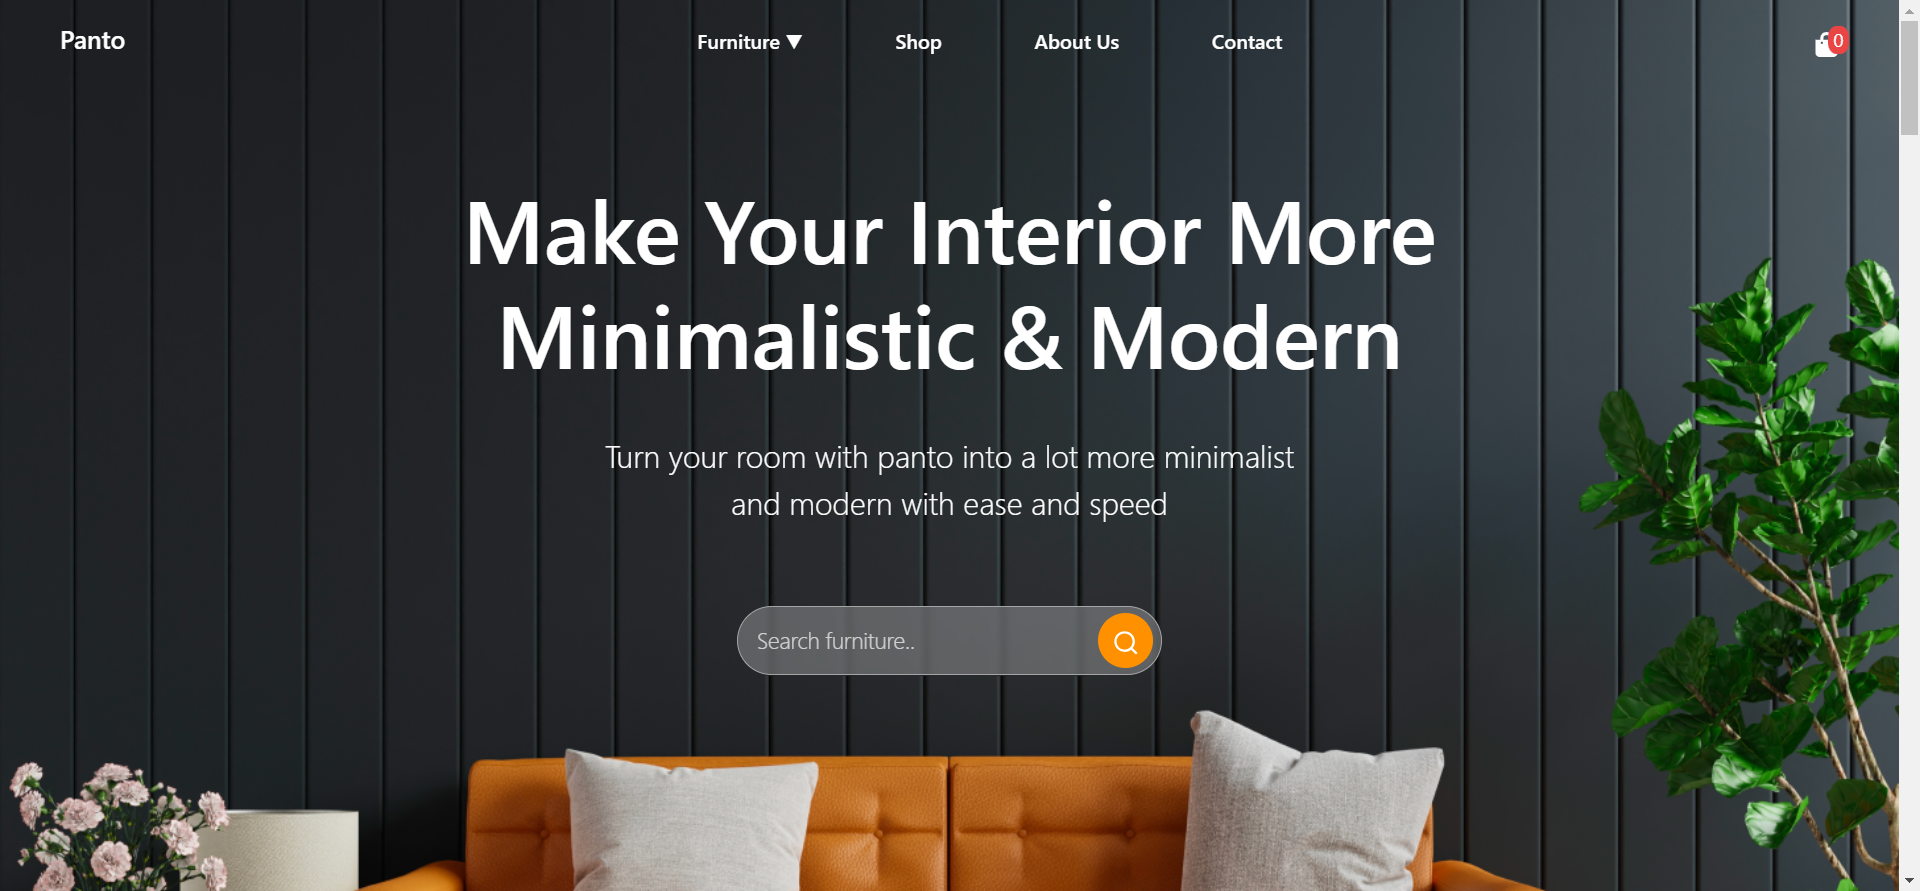 Panto
Furniture ▼
Shop
About Us
Contact
0
Make Your Interior More
Minimalistic & Modern
Turn your room with panto into a lot more minimalist
and modern with ease and speed
Search furniture..